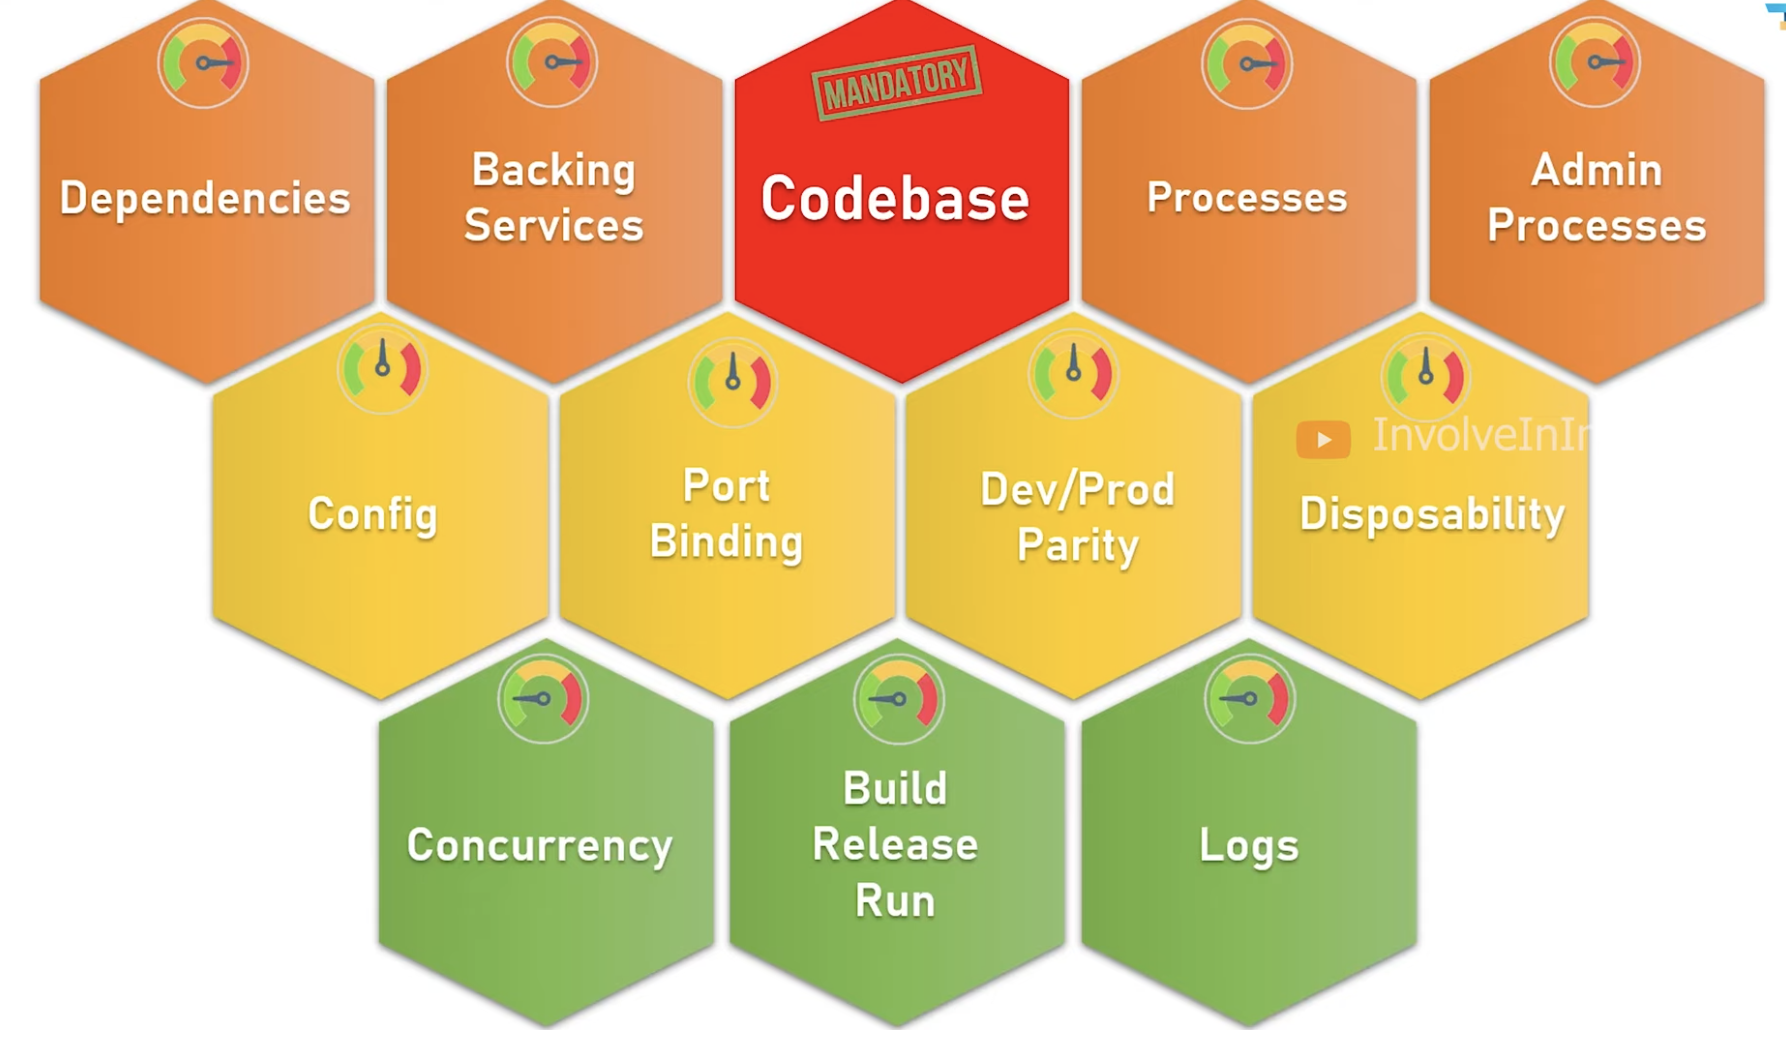 MANDATORY
Dependencies
Backing
Services
Codebase
Processes
Admin
Processes
Config
Port
Binding
Dev/Prod
Parity
InvolveInIn
Disposability
Concurrency
Build
Release
Run
Logs